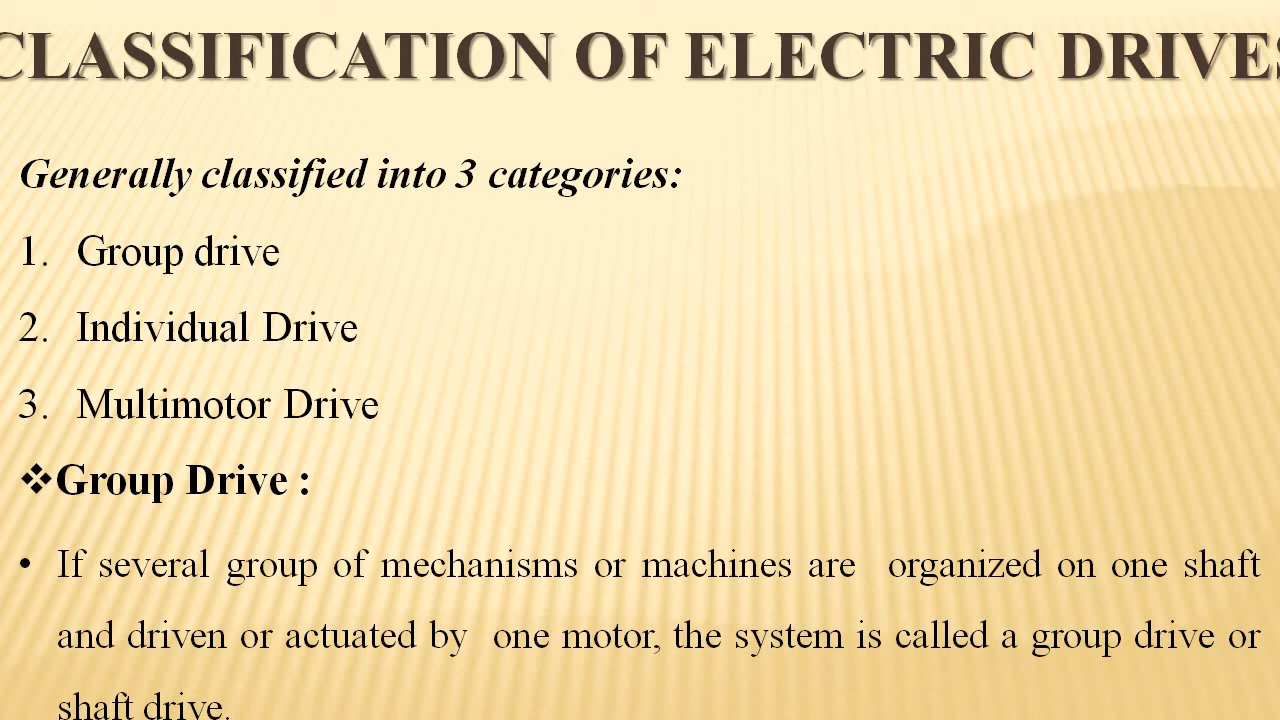 CLASSIFICATION OF ELECTRIC DRIVES
Generally classified into 3 categories:
1. Group drive
2. Individual Drive
3. Multimotor Drive
❖Group Drive :
• If several group of mechanisms or machines are organized on one shaft
and driven or actuated by one motor, the system is called a group drive or
shaft drive.